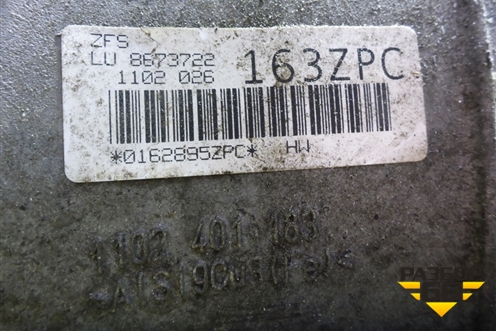 ZFS
LU 8673722
1102 026
163ZPC
*0162895ZPC* HW
1102 401 183